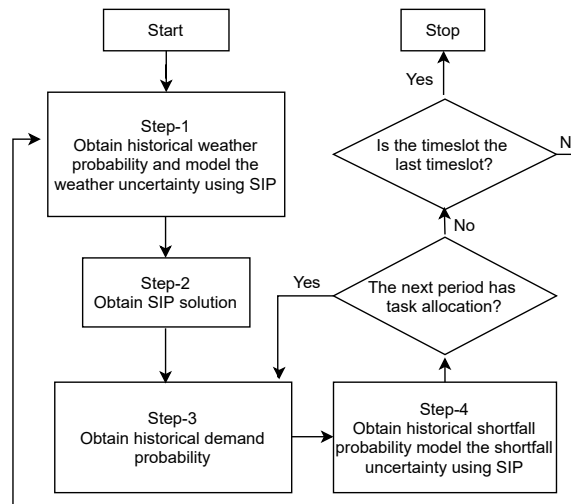 Start
Step-1
Obtain historical weather
probability and model the
weather uncertainty using SIP
Step-2
Obtain SIP solution
Step-3
Obtain historical demand
probability
Step-4
Obtain historical shortfall
probability model the shortfall
uncertainty using SIP
The next period has
task allocation?
Yes
No
Is the timeslot the
last timeslot?
Yes
Stop